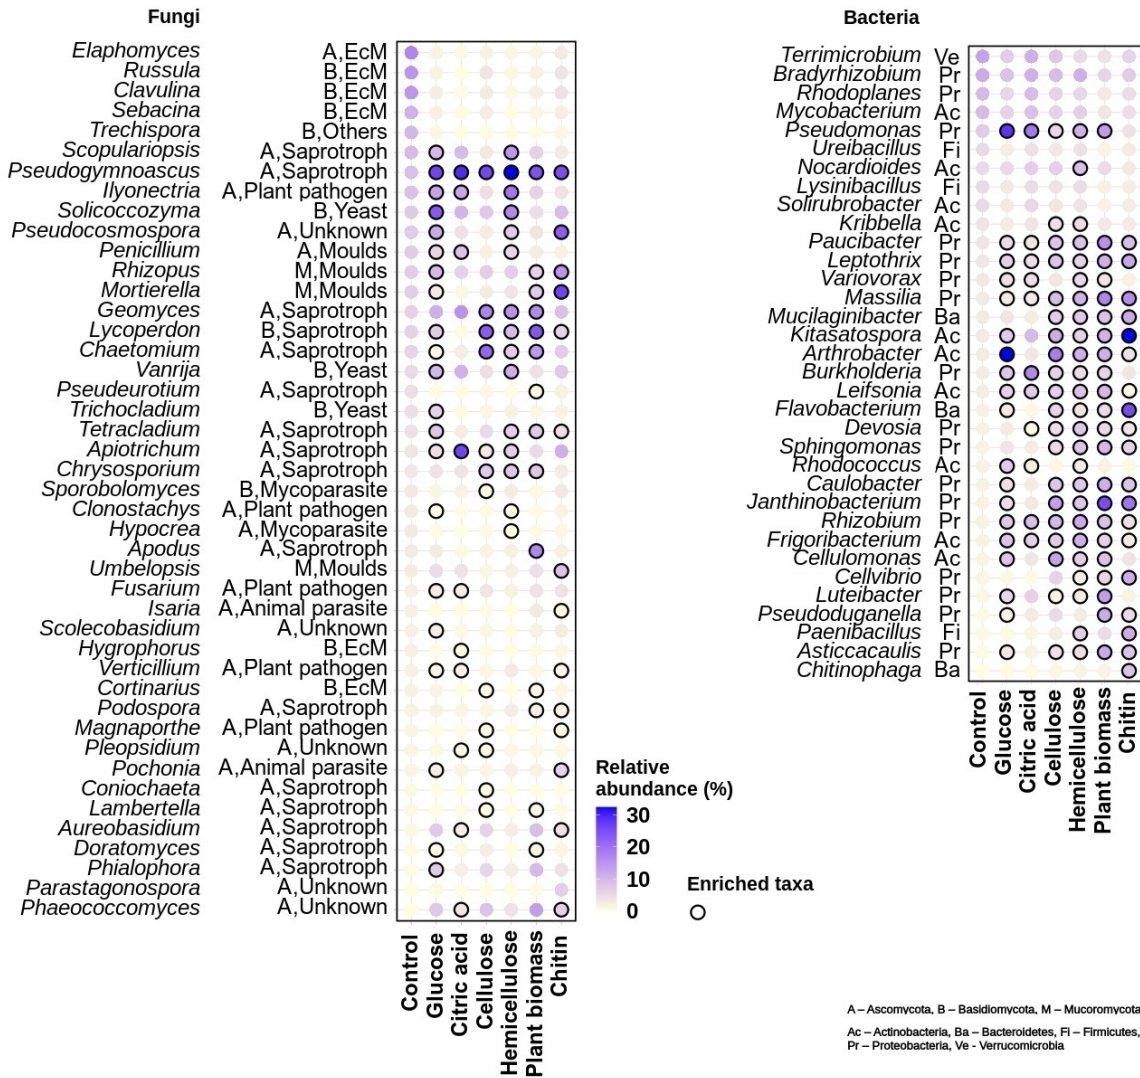 Fungi
Elaphomyces A,EcM
Russula B,EcM
Clavulina B,EcM
Sebacina B,EcM
Trechispora B,Others
Scopulariopsis A,Saprotroph
Pseudogymnoascus A,Saprotroph
Ilyonectria A,Plant pathogen
Solicoccozyma B,Yeast
Pseudocosmospora A,Unknown
Penicillium A,Moulds
Rhizopus M,Moulds
Mortierella M,Moulds
Geomyces A,Saprotroph
Lycoperdon B,Saprotroph
Chaetomium A,Saprotroph
Vanrija B,Yeast
Pseudeurotium A,Saprotroph
Trichocladium B,Yeast
Tetracladium A,Saprotroph
Apiotrichum A,Saprotroph
Chrysosporium A,Saprotroph
Sporobolomyces B,Mycoparasite
Clonostachys A,Plant pathogen
Hypocrea A,Mycoparasite
Apodus A,Saprotroph
Umbelopsis M,Moulds
Fusarium A,Plant pathogen
Isaria A,Animal parasite
Scolecobasidium A,Unknown
Hygrophorus B,EcM
Verticillium A,Plant pathogen
Cortinarius B,EcM
Podospora A,Saprotroph
Magnaporthe A,Plant pathogen
Pleopsidium A,Unknown
Pochonia A,Animal parasite
Coniochaeta A,Saprotroph
Lambertella A,Saprotroph
Aureobasidium A,Saprotroph
Doratomyces A,Saprotroph
Phialophora A,Saprotroph
Parastagonospora A,Unknown
Phaeococcomyces A,Unknown
Control
Glucose
Citric acid
Cellulose
Hemicellulose
Plant biomass
Chitin
Relative
abundance (%)
30
20
10
0
Enriched taxa
Bacteria
Terrimicrobium Ve
Bradyrhizobium Pr
Rhodoplanes Pr
Mycobacterium Ac
Pseudomonas Pr
Ureibacillus Fi
Nocardioides Ac
Lysinibacillus Fi
Solirubrobacter Ac
Kribbella Ac
Paucibacter Pr
Leptothrix Pr
Variovorax Pr
Massilia Pr
Mucilaginibacter Ba
Kitasatospora Ac
Arthrobacter Ac
Burkholderia Pr
Leifsonia Ac
Flavobacterium Ba
Devosia Pr
Sphingomonas Pr
Rhodococcus Ac
Caulobacter Pr
Janthinobacterium Pr
Rhizobium Pr
Frigoribacterium Ac
Cellulomonas Ac
Cellvibrio Pr
Luteibacter Pr
Pseudoduganella Pr
Paenibacillus Fi
Asticcacaulis Pr
Chitinophaga Ba
Control
Glucose
Citric acid
Cellulose
Hemicellulose
Plant biomass
Chitin
A – Ascomycota, B – Basidiomycota, M – Mucoromycota
Ac – Actinobacteria, Ba – Bacteroidetes, Fi – Firmicutes,
Pr – Proteobacteria, Ve - Verrucomicrobia